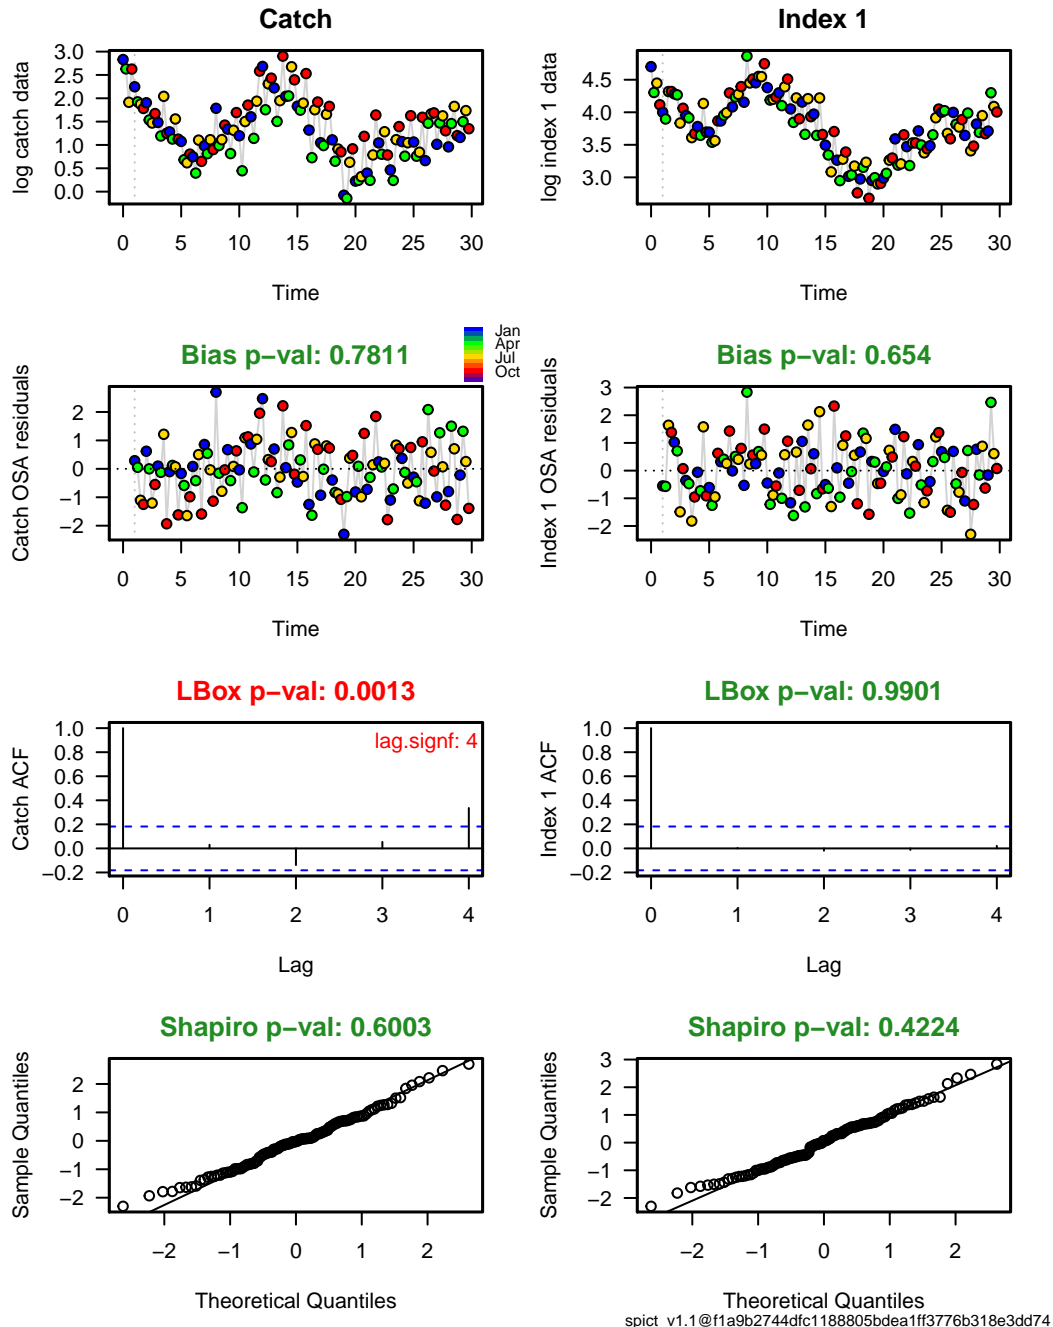 Catch
Index 1
log catch data
3.0
2.5
2.0
1.5
1.0
0.5
0.0
0 5 10 15 20 25 30
Time
log index 1 data
4.5
4.0
3.5
3.0
0 5 10 15 20 25 30
Time
Jan
Apr
Jul
Oct
Bias p−val: 0.7811
Catch OSA residuals
2
1
0
−1
−2
0 5 10 15 20 25 30
Time
Bias p−val: 0.654
Index 1 OSA residuals
3
2
1
0
−1
−2
0 5 10 15 20 25 30
Time
LBox p−val: 0.0013
Catch ACF
lag.signf: 4
1.0
0.8
0.6
0.4
0.2
0.0
−0.2
0 1 2 3 4
Lag
LBox p−val: 0.9901
Index 1 ACF
1.0
0.8
0.6
0.4
0.2
0.0
−0.2
0 1 2 3 4
Lag
Shapiro p−val: 0.6003
Sample Quantiles
2
1
0
−1
−2
−2 −1 0 1 2
Theoretical Quantiles
Shapiro p−val: 0.4224
Sample Quantiles
3
2
1
0
−1
−2
−2 −1 0 1 2
Theoretical Quantiles
spict_v1.1@f1a9b2744dfc1188805bdea1ff3776b318e3dd74